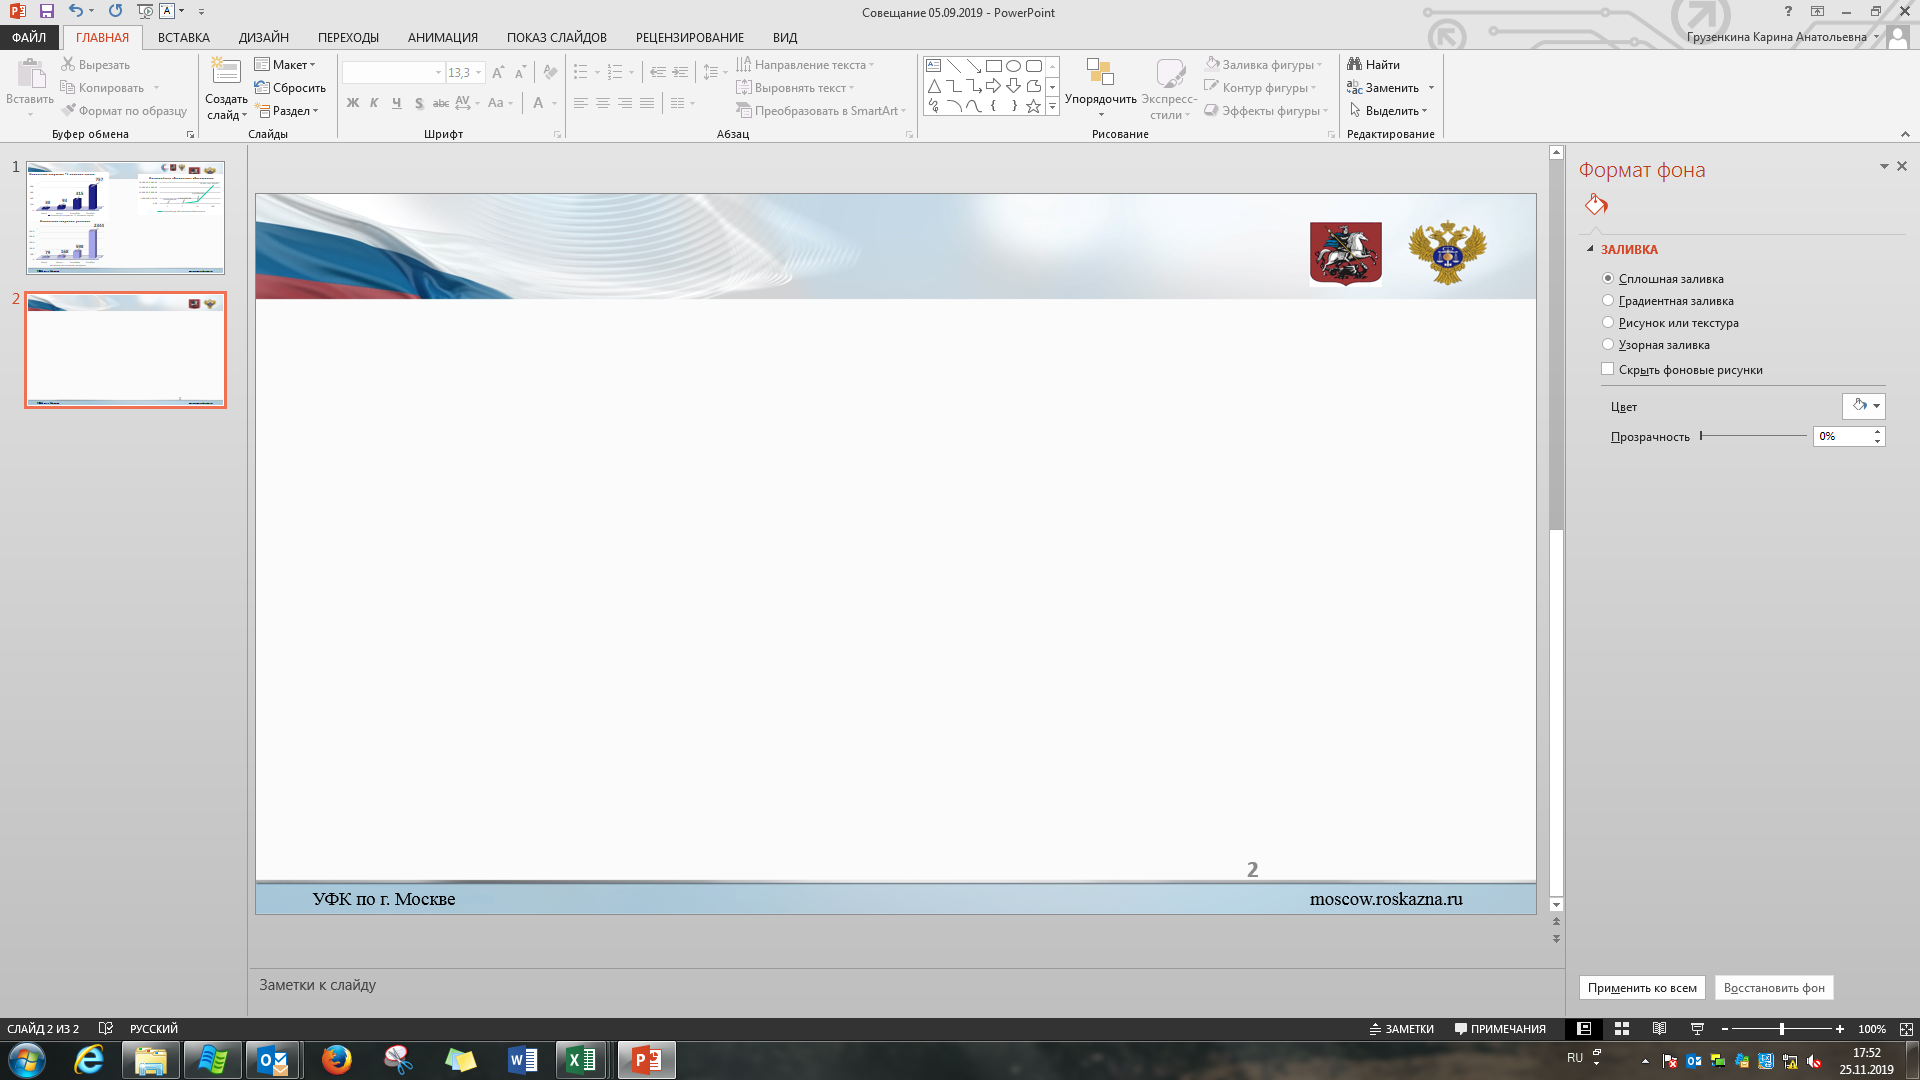 Совещание 05.09.2019 - PowerPoint
ФАЙЛ ГЛАВНАЯ ВСТАВКА ДИЗАЙН ПЕРЕХОДЫ АНИМАЦИЯ ПОКАЗ СЛАЙДОВ РЕЦЕНЗИРОВАНИЕ ВИД
Грузенкина Карина Анатольевна
Вставить
Вырезать
Копировать
Формат по образцу
Буфер обмена
Создать
слайд
Макет
Сбросить
Раздел
Слайды
13,3
Ж К Ч S abc AV Aa A
Шрифт
Направление текста
Выровнять текст
Преобразовать в SmartArt
Абзац
Упорядочить
Экспресс-
стили
Заливка фигуры
Контур фигуры
Эффекты фигуры
Рисование
Найти
Заменить
Выделить
Редактирование
1
2
УФК по г. Москве
moscow.roskazna.ru
2
Заметки к слайду
Формат фона
ЗАЛИВКА
Сплошная заливка
Градиентная заливка
Рисунок или текстура
Узорная заливка
Скрыть фоновые рисунки
Цвет
Прозрачность 0%
Применить ко всем
Восстановить фон
СЛАЙД 2 ИЗ 2 РУССКИЙ
ЗАМЕТКИ ПРИМЕЧАНИЯ 100%
RU
17:52
25.11.2019